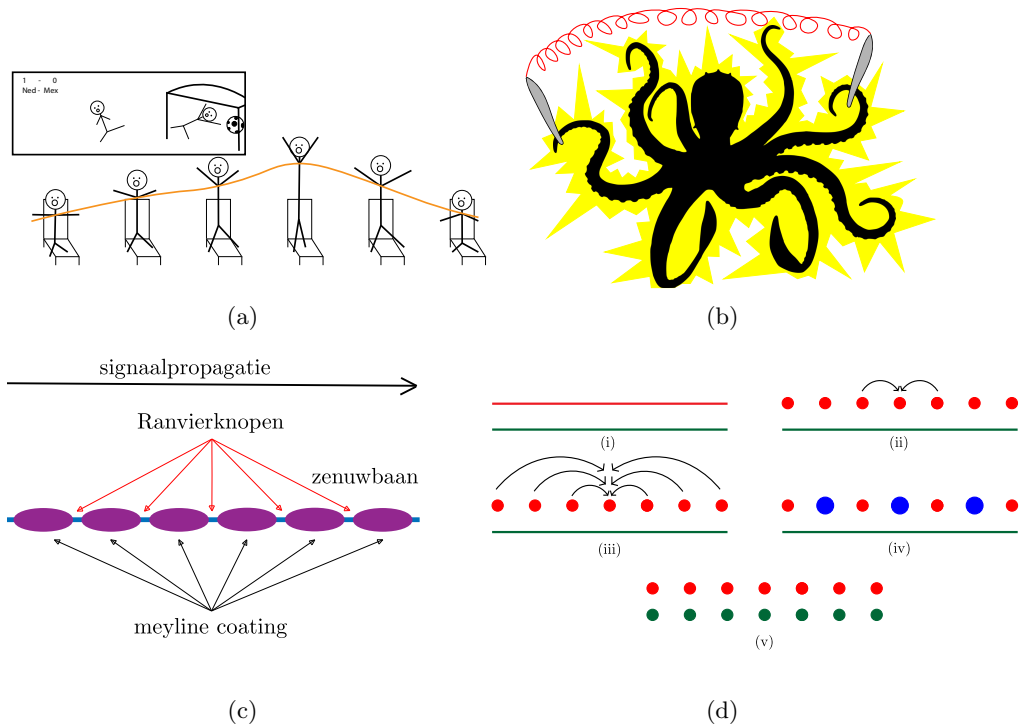 1 - 0
Ned - Mex
(a)
(b)
signaalpropagatie
Ranvierknopen
zenuwbaan
meyline coating
(c)
(i)
(ii)
(iii)
(iv)
(v)
(d)